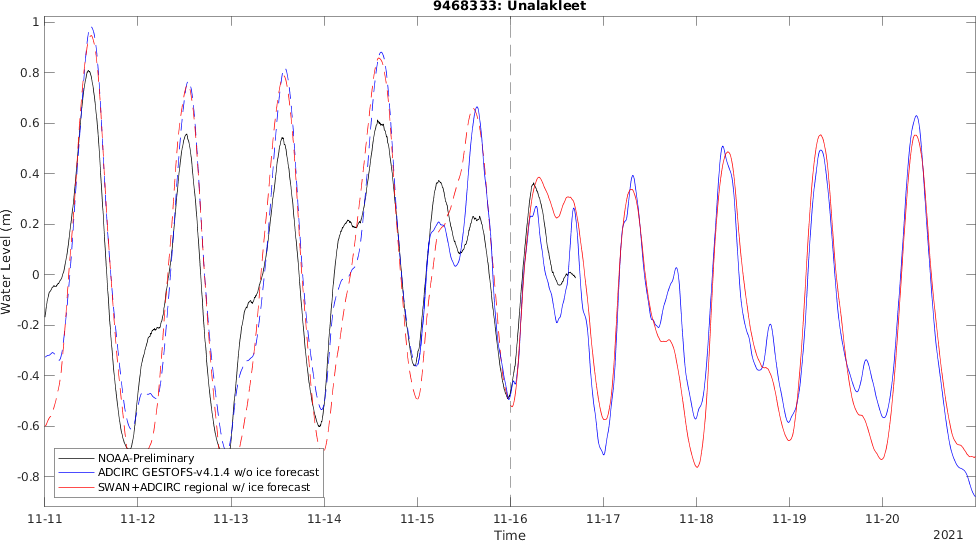 9468333: Unalakleet
1
0.8
0.6
0.4
0.2
0
-0.2
-0.4
-0.6
-0.8
Water Level (m)
NOAA-Preliminary
ADCIRC GESTOFS-v4.1.4 w/o ice forecast
SWAN+ADCIRC regional w/ ice forecast
11-11 11-12 11-13 11-14 11-15 11-16 11-17 11-18 11-19 11-20
Time
2021